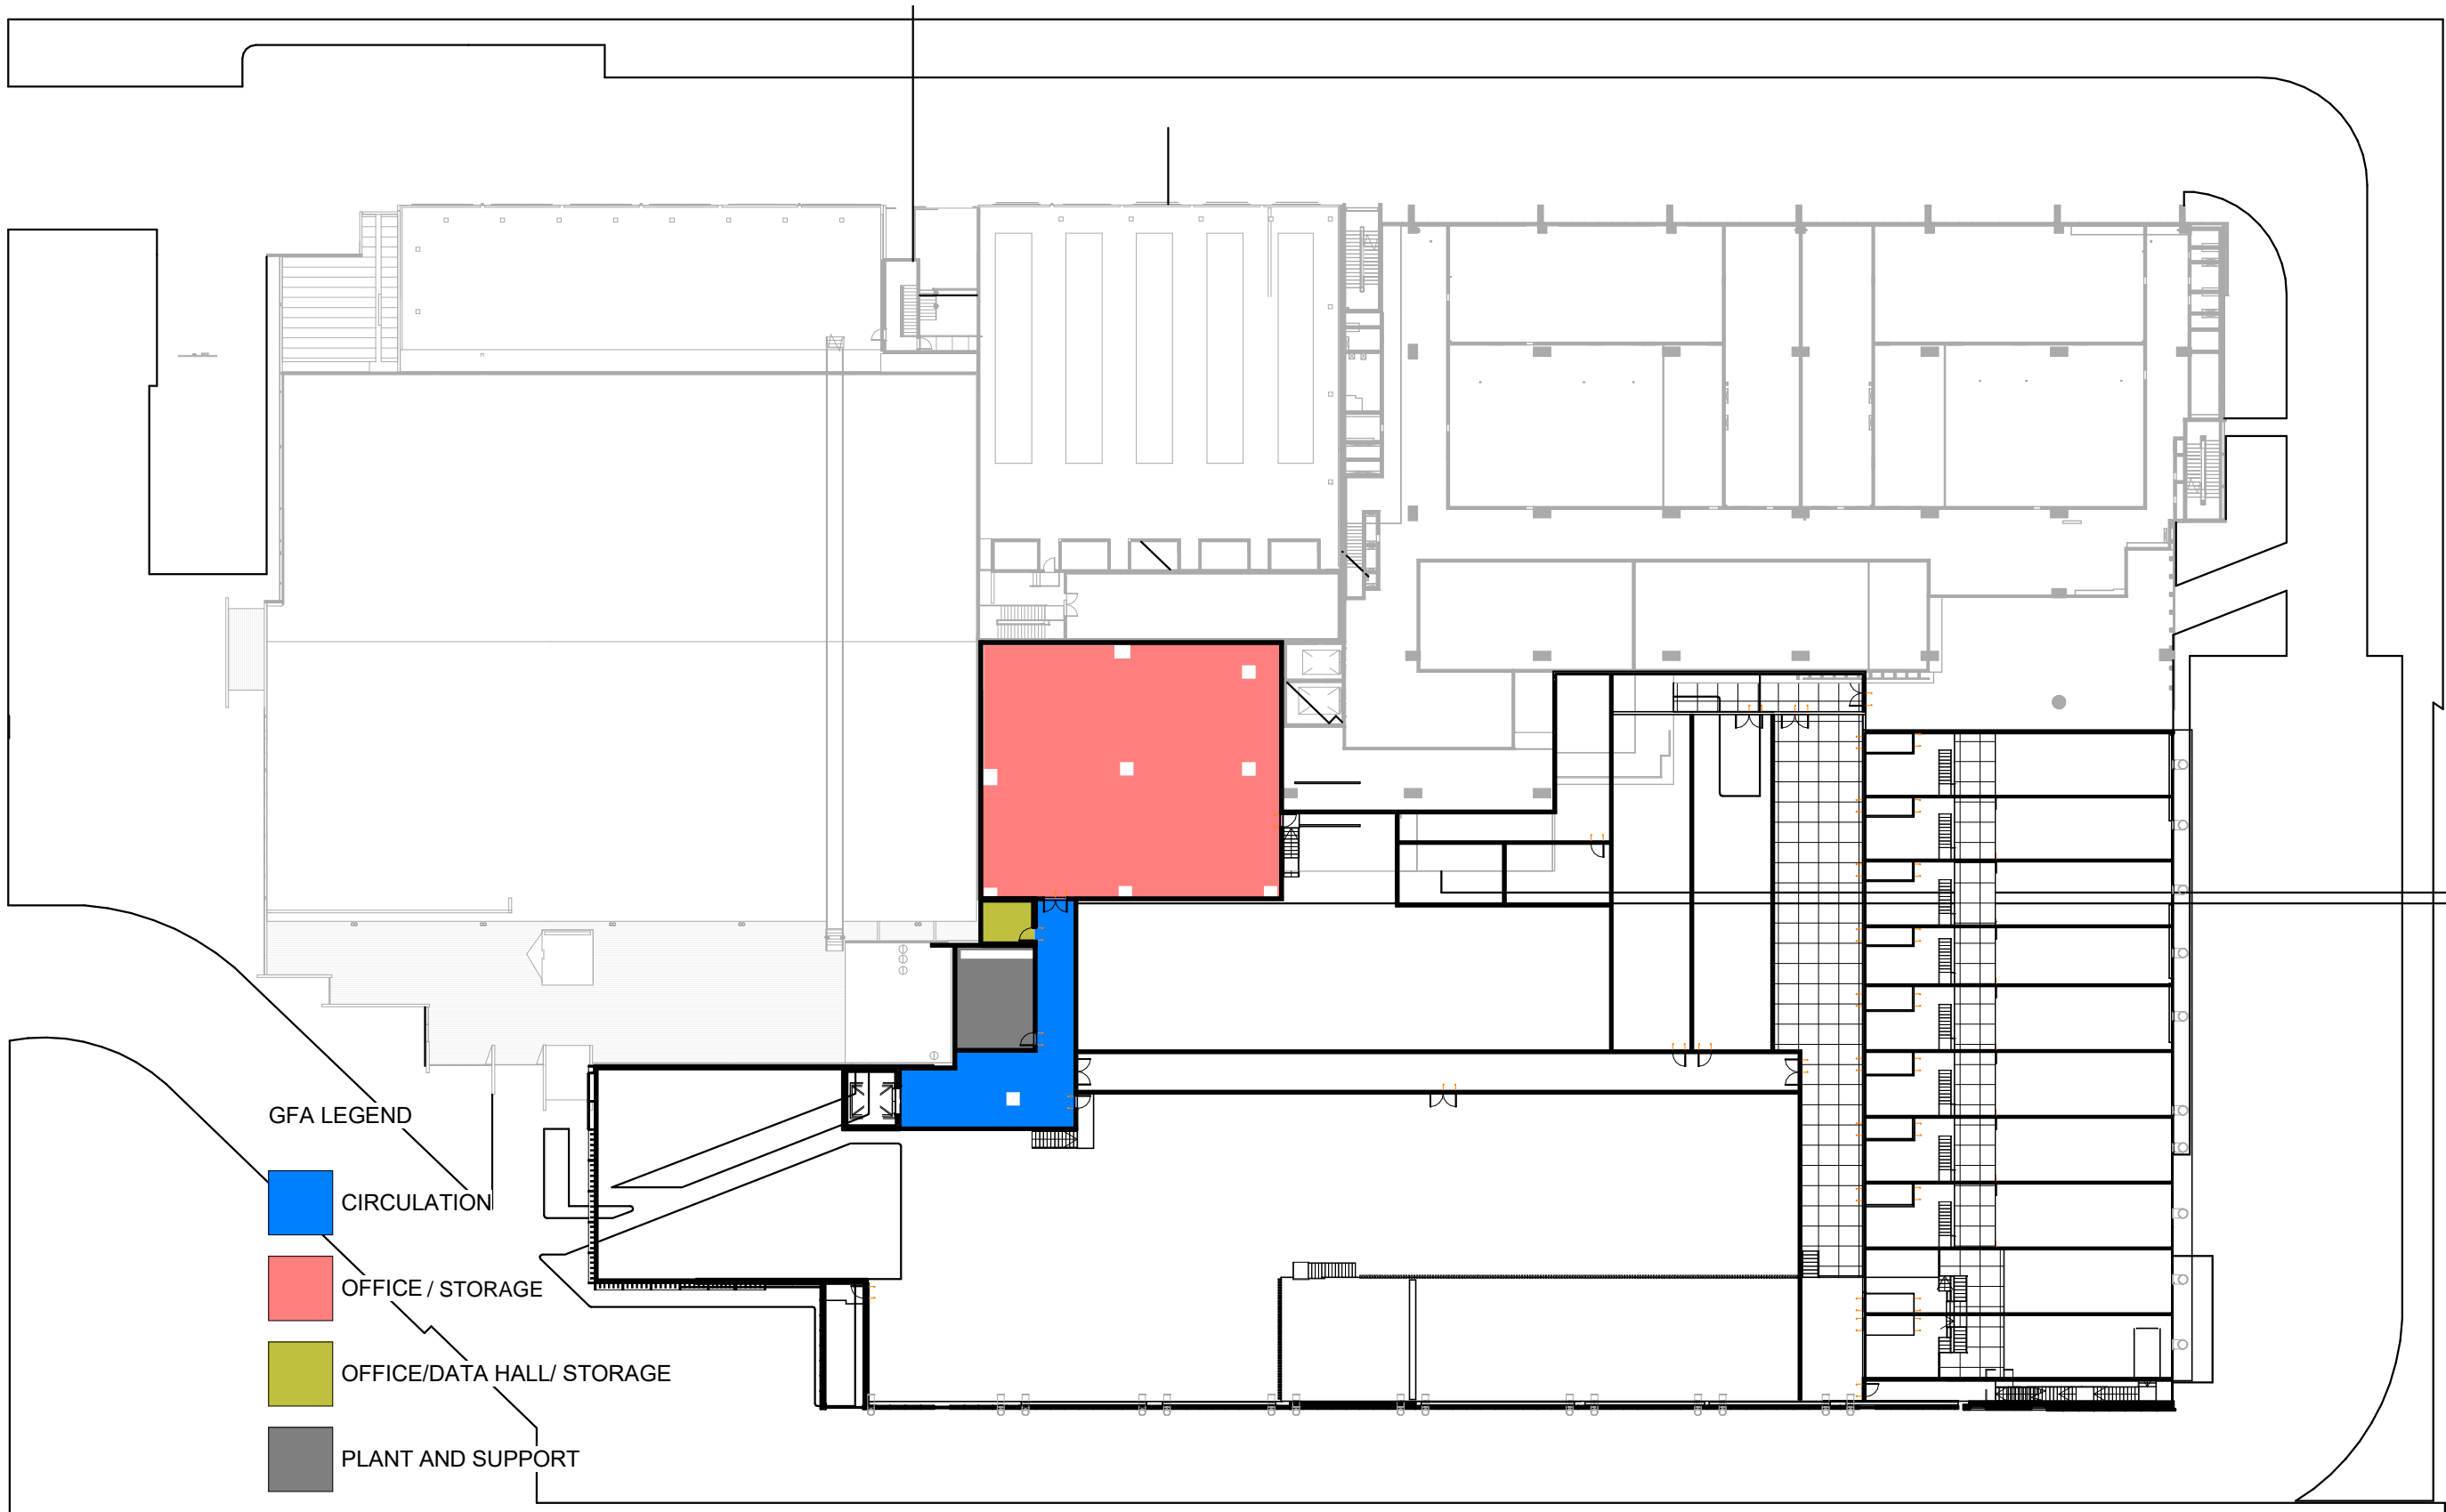 GFA LEGEND
CIRCULATION
OFFICE / STORAGE
OFFICE/DATA HALL/ STORAGE
PLANT AND SUPPORT